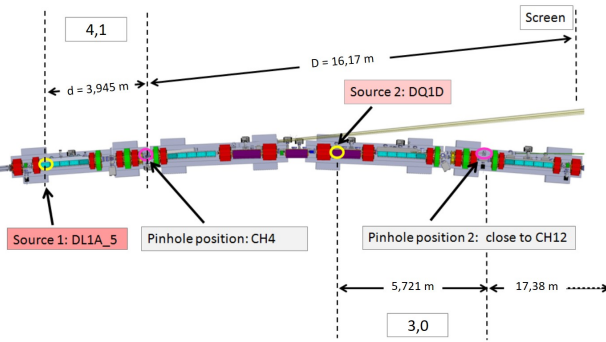 Screen
4,1
D = 16,17 m
d = 3,945 m
Source 2: DQ1D
Source 1: DL1A_5
Pinhole position: CH4
Pinhole position 2: close to CH12
5,721 m
17,38 m
3,0